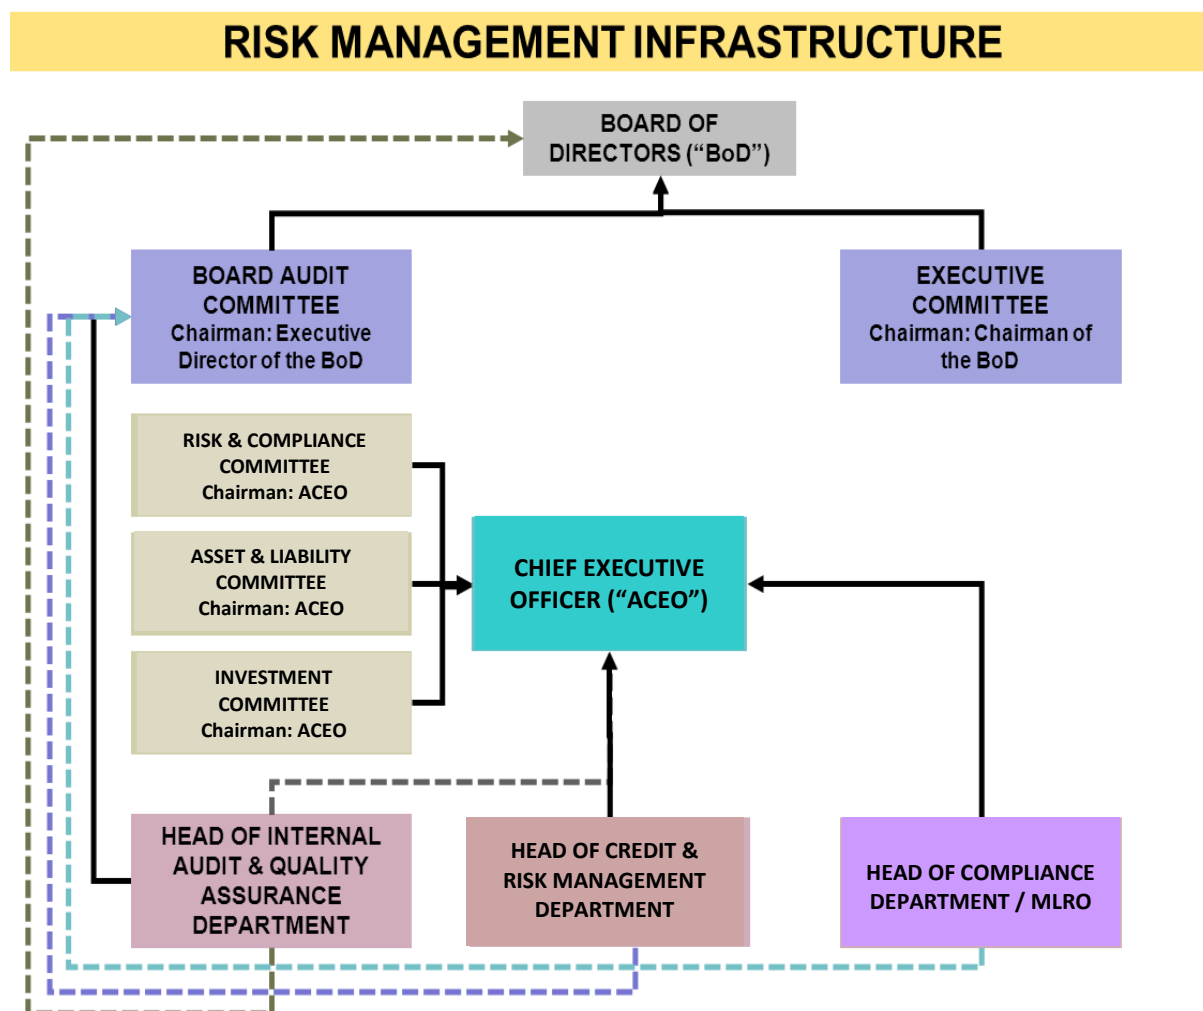 RISK MANAGEMENT INFRASTRUCTURE
BOARD OF
DIRECTORS (“BoD”)
BOARD AUDIT
COMMITTEE
Chairman: Executive
Director of the BoD
EXECUTIVE
COMMITTEE
Chairman: Chairman of
the BoD
RISK & COMPLIANCE
COMMITTEE
Chairman: ACEO
ASSET & LIABILITY
COMMITTEE
Chairman: ACEO
CHIEF EXECUTIVE
OFFICER (“ACEO”)
INVESTMENT
COMMITTEE
Chairman: ACEO
HEAD OF INTERNAL
AUDIT & QUALITY
ASSURANCE
DEPARTMENT
HEAD OF CREDIT &
RISK MANAGEMENT
DEPARTMENT
HEAD OF COMPLIANCE
DEPARTMENT / MLRO